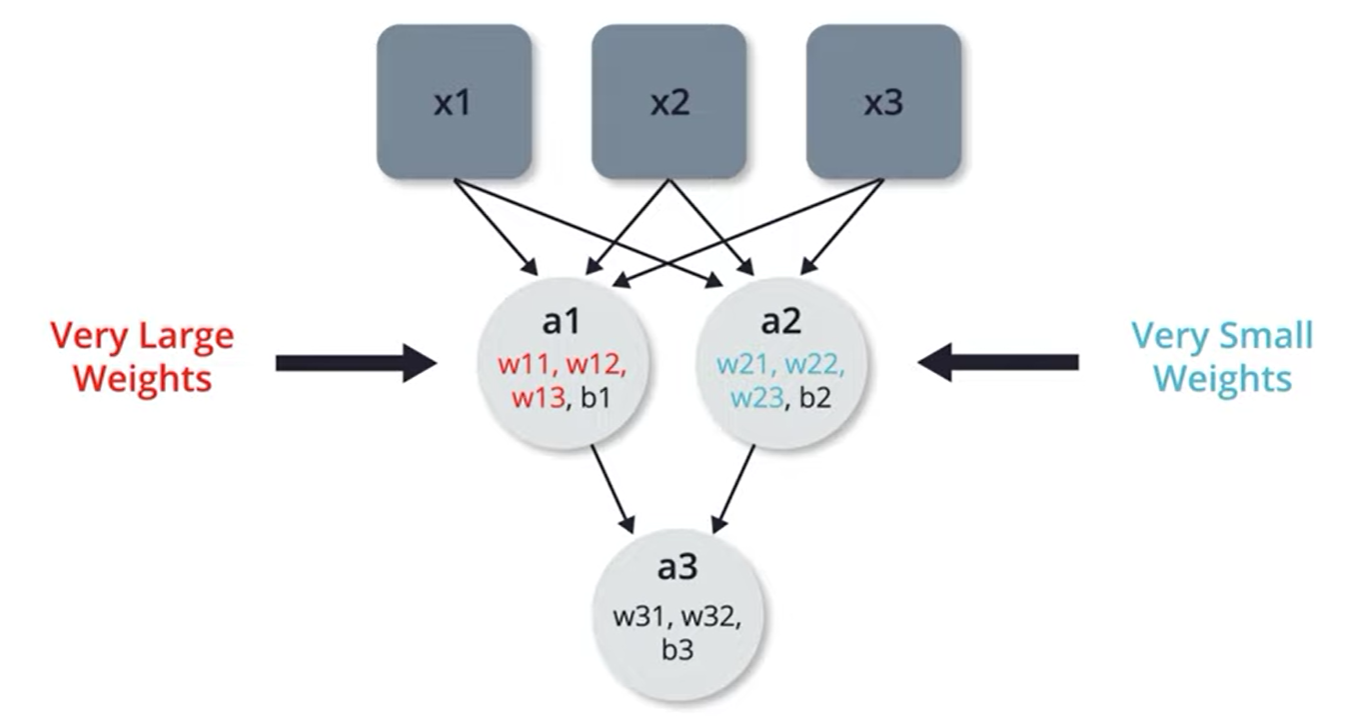 x1
x2
x3
Very Large
Weights
a1
w11, w12,
w13, b1
a2
w21, w22,
w23, b2
Very Small
Weights
a3
w31, w32,
b3